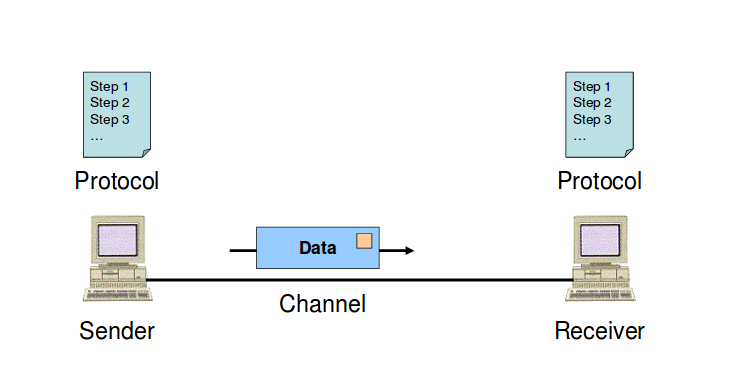 Step 1
Step 2
Step 3
...
Protocol
Step 1
Step 2
Step 3
...
Protocol
Data
Channel
Sender
Receiver